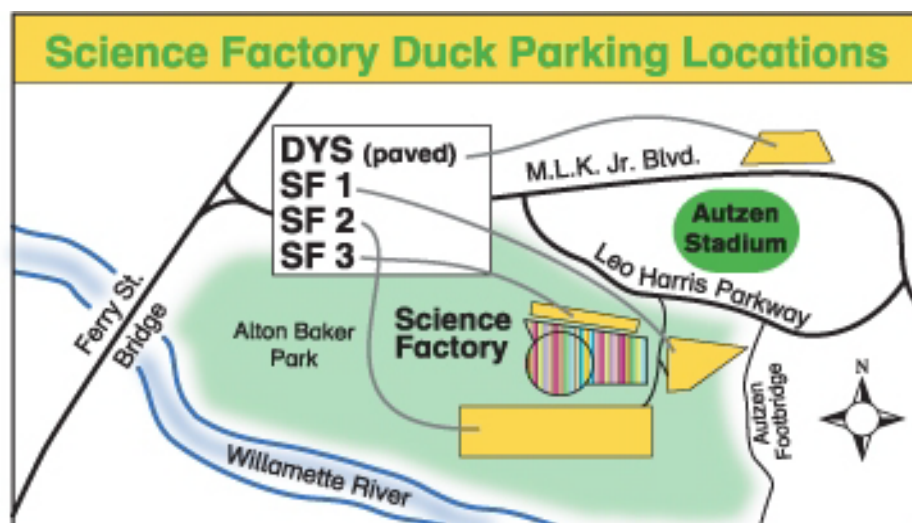 Science Factory Duck Parking Locations
DYS (paved)
SF 1
SF 2
SF 3
M.L.K. Jr. Blvd.
Autzen
Stadium
Leo Harris Parkway
Ferry St.
Bridge
Alton Baker
Park
Science
Factory
N
Autzen
Footbridge
Willamette River